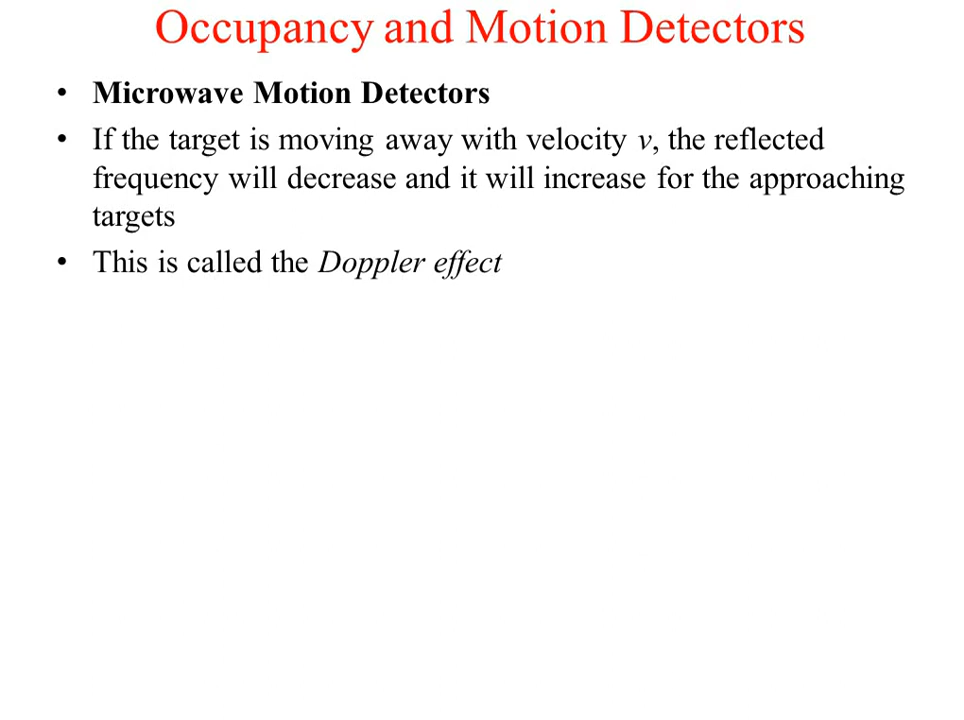 Occupancy and Motion Detectors
• Microwave Motion Detectors
• If the target is moving away with velocity v, the reflected
frequency will decrease and it will increase for the approaching
targets
• This is called the Doppler effect